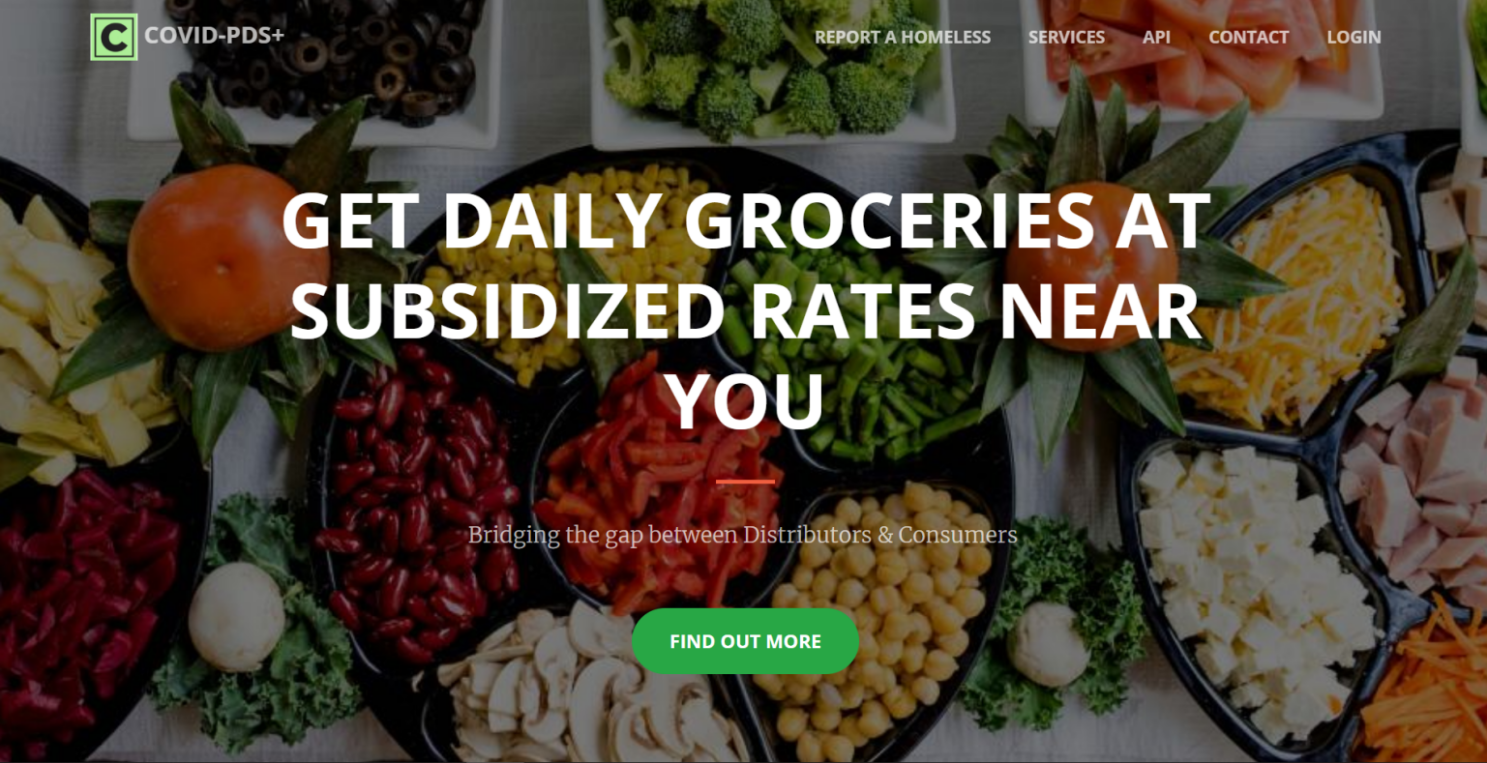 C COVID-PDS+
REPORT A HOMELESS SERVICES API CONTACT LOGIN
GET DAILY GROCERIES AT
SUBSIDIZED RATES NEAR
YOU
Bridging the gap between Distributors & Consumers
FIND OUT MORE